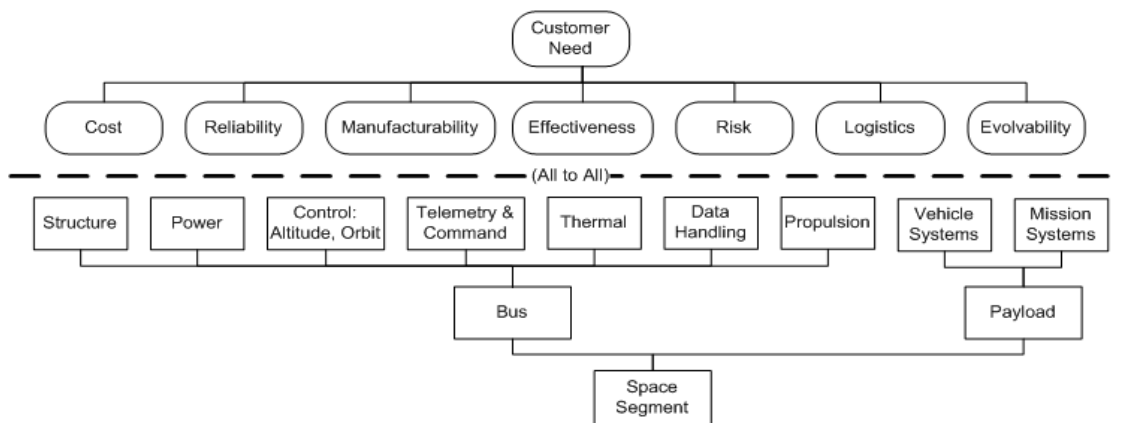 Customer
Need
Cost
Reliability
Manufacturability
Effectiveness
Risk
Logistics
Evolvability
(All to All)
Structure
Power
Control:
Altitude, Orbit
Telemetry &
Command
Thermal
Data
Handling
Propulsion
Vehicle
Systems
Mission
Systems
Bus
Payload
Space
Segment